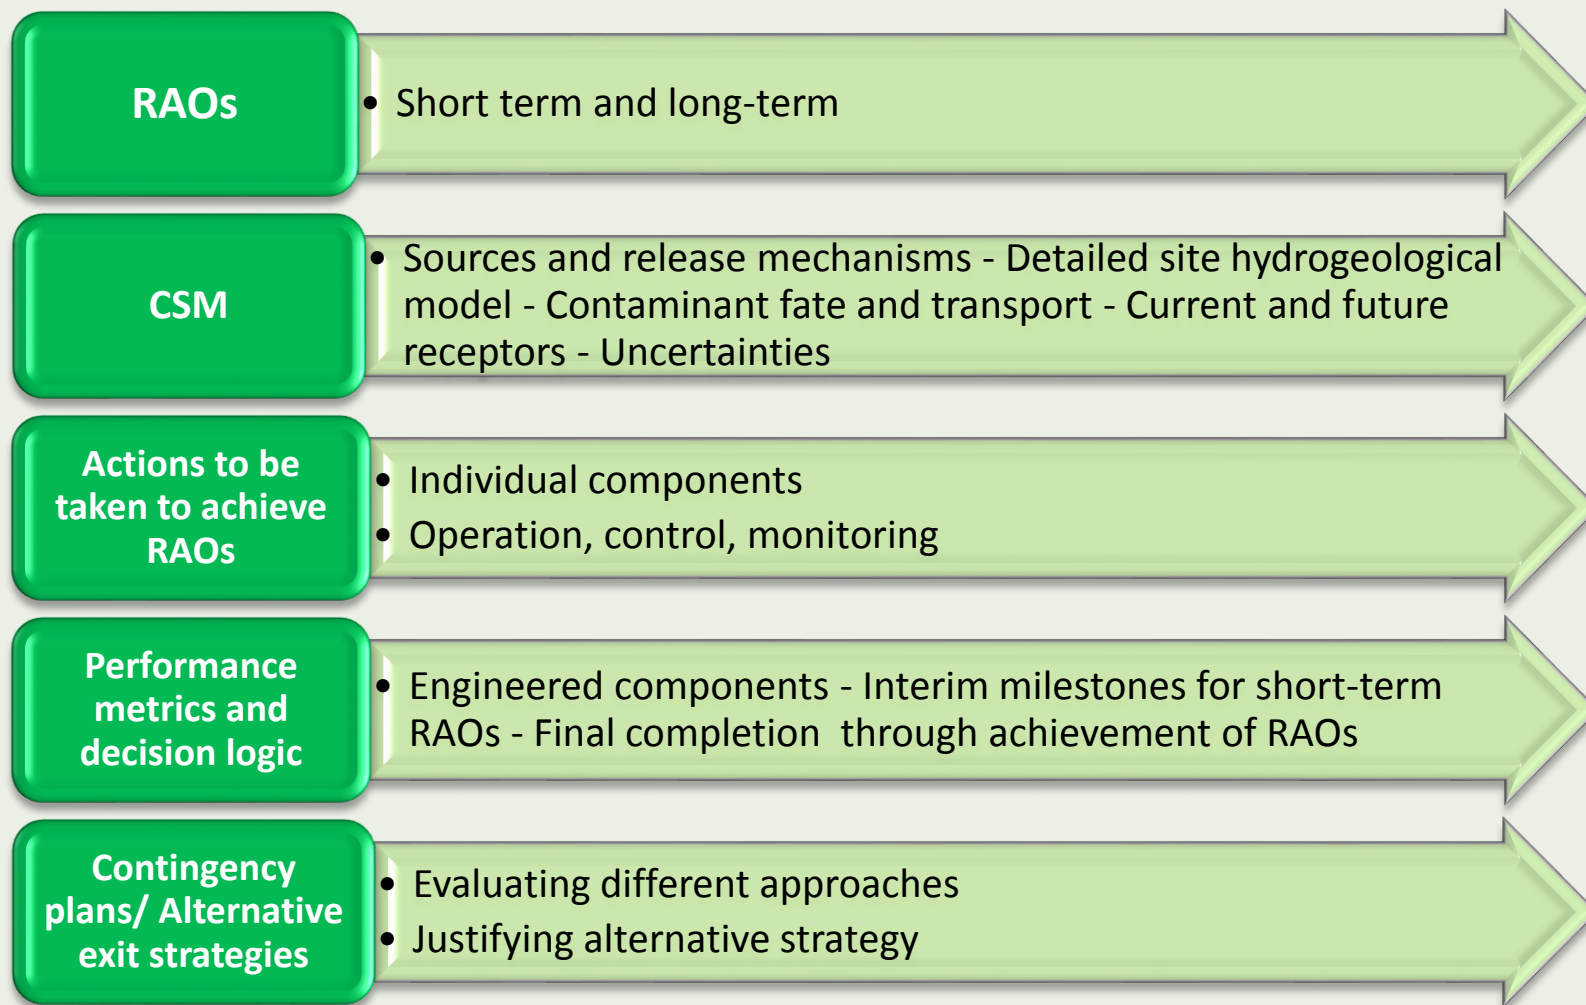 RAOs
• Short term and long-term
CSM
• Sources and release mechanisms - Detailed site hydrogeological
model - Contaminant fate and transport - Current and future
receptors - Uncertainties
Actions to be
taken to achieve
RAOs
• Individual components
• Operation, control, monitoring
Performance
metrics and
decision logic
• Engineered components - Interim milestones for short-term
RAOs - Final completion  through achievement of RAOs
Contingency
plans/ Alternative
exit strategies
• Evaluating different approaches
• Justifying alternative strategy